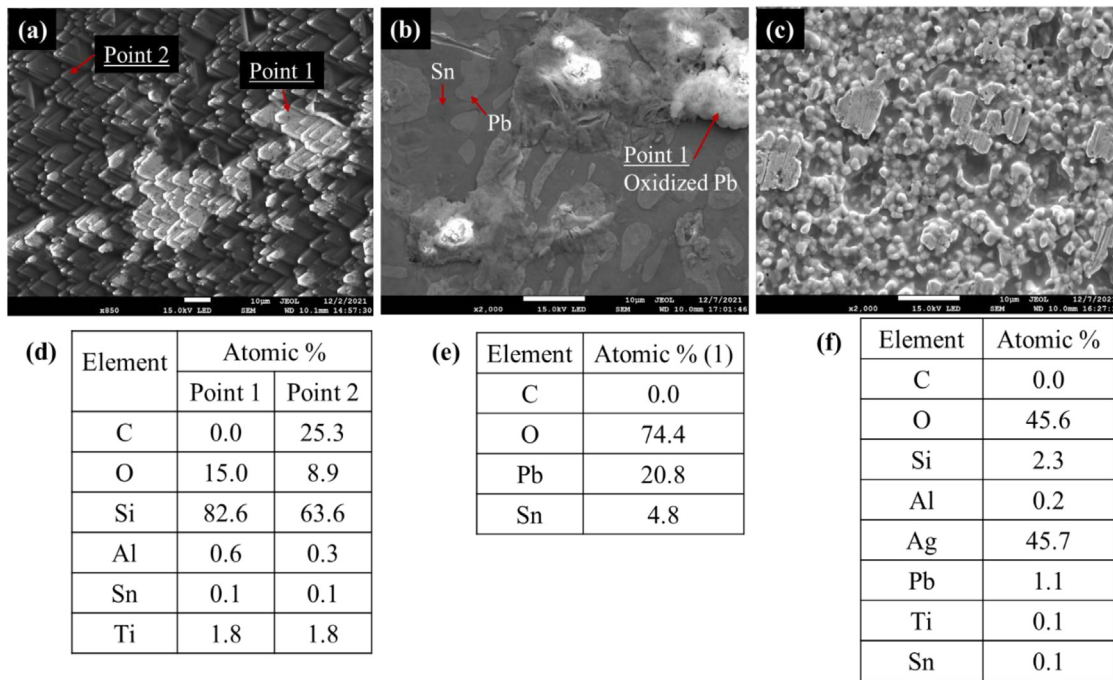 (a)
Point 2
Point 1
10µm JEOL 12/2/2021
x850 15.0kV LED SEM WD 10.1mm 14:57:30
(b)
Sn
Pb
Point 1
Oxidized Pb
10µm JEOL 12/7/2021
x2,000 15.0kV LED SEM WD 10.0mm 17:01:46
(c)
10µm JEOL
x2,000 15.0kV LED SEM WD 10.0mm
(d)
Element Atomic %
Point 1 Point 2
C 0.0 25.3
O 15.0 8.9
Si 82.6 63.6
Al 0.6 0.3
Sn 0.1 0.1
Ti 1.8 1.8
(e)
Element Atomic % (1)
C 0.0
O 74.4
Pb 20.8
Sn 4.8
(f)
Element Atomic %
C 0.0
O 45.6
Si 2.3
Al 0.2
Ag 45.7
Pb 1.1
Ti 0.1
Sn 0.1